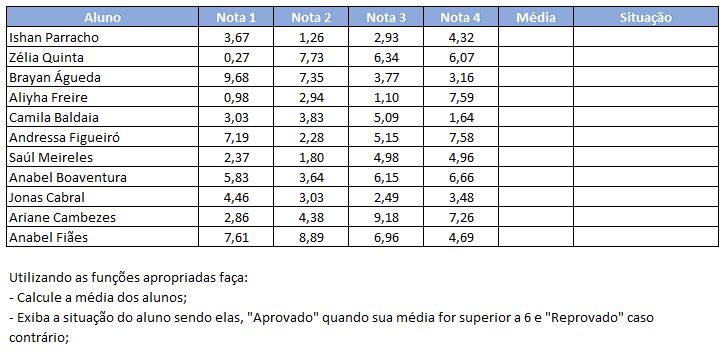 Aluno Nota 1 Nota 2 Nota 3 Nota 4 Média Situação
Ishan Parracho 3,67 1,26 2,93 4,32
Zélia Quinta 0,27 7,73 6,34 6,07
Brayan Águeda 9,68 7,35 3,77 3,16
Aliyha Freire 0,98 2,94 1,10 7,59
Camila Baldaia 3,03 3,83 5,09 1,64
Andressa Figueiró 7,19 2,28 5,15 7,58
Saúl Meireles 2,37 1,80 4,98 4,96
Anabel Boaventura 5,83 3,64 6,15 6,66
Jonas Cabral 4,46 3,03 2,49 3,48
Ariane Cambezes 2,86 4,38 9,18 7,26
Anabel Fiães 7,61 8,89 6,96 4,69
Utilizando as funções apropriadas faça:
- Calcule a média dos alunos;
- Exiba a situação do aluno sendo elas, "Aprovado" quando sua média for superior a 6 e "Reprovado" caso
contrário;